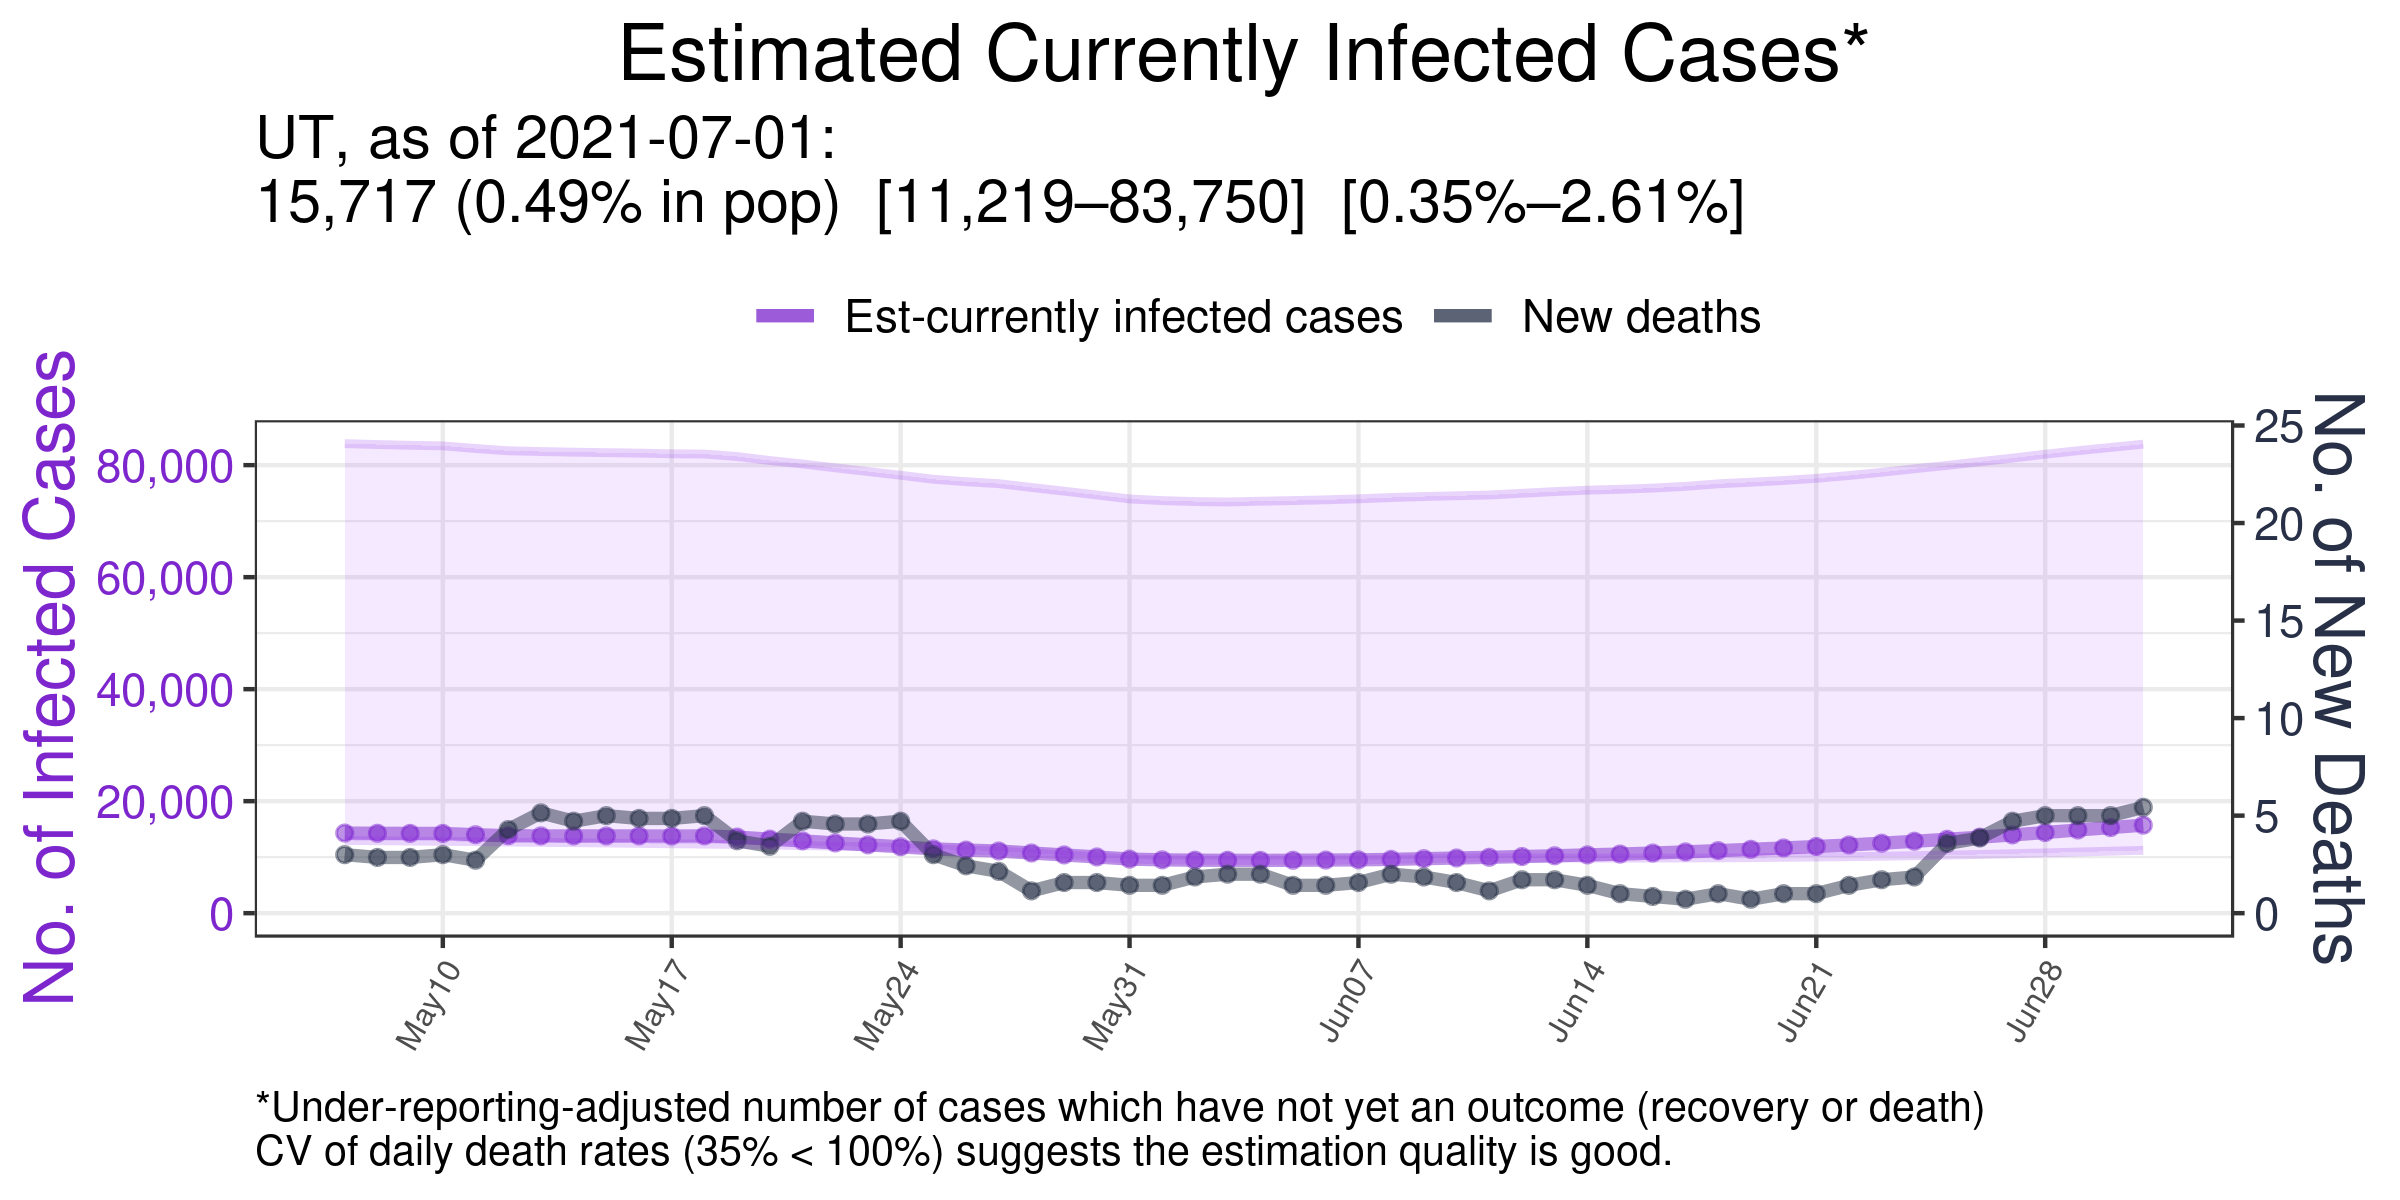 Estimated Currently Infected Cases*
UT, as of 2021-07-01:
15,717 (0.49% in pop)  [11,219–83,750]  [0.35%–2.61%]
Est-currently infected cases
New deaths
No. of Infected Cases
80,000
60,000
40,000
20,000
0
25
20
15
10
5
0
No. of New Deaths
May10
May17
May24
May31
Jun07
Jun14
Jun21
Jun28
*Under-reporting-adjusted number of cases which have not yet an outcome (recovery or death)
CV of daily death rates (35% < 100%) suggests the estimation quality is good.